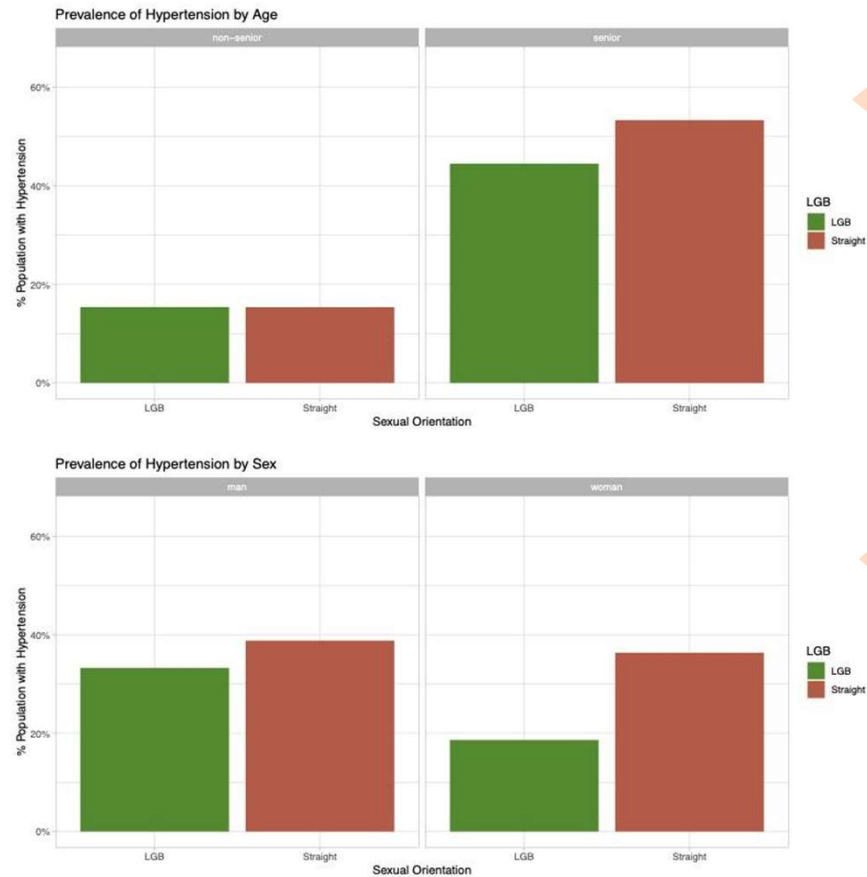 Prevalence of Hypertension by Age
non-senior
senior
60%
40%
20%
0%
% Population with Hypertension
LGB
Straight
LGB
Straight
Sexual Orientation
LGB
LGB
Straight
Prevalence of Hypertension by Sex
man
woman
60%
40%
20%
0%
% Population with Hypertension
LGB
Straight
LGB
Straight
Sexual Orientation
LGB
LGB
Straight